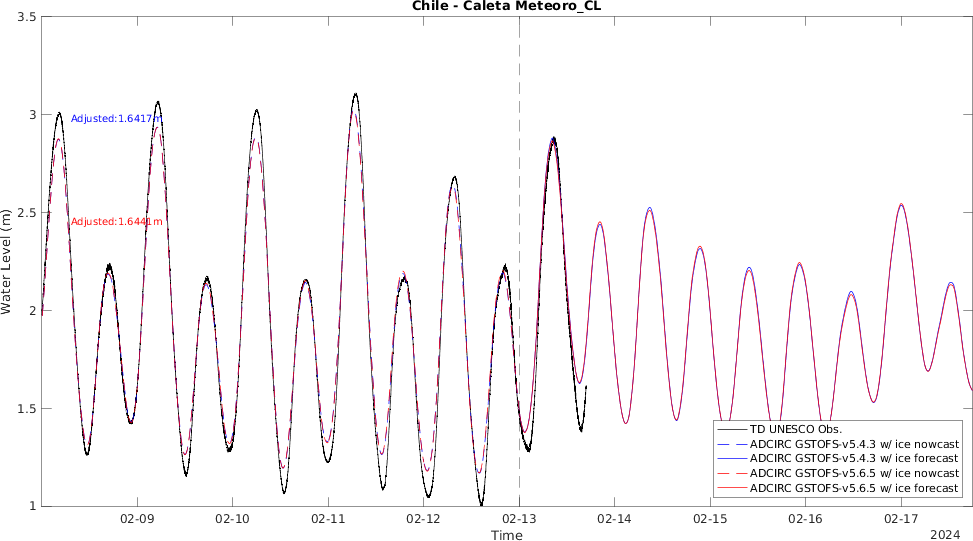 Chile - Caleta Meteoro_CL
3.5
3
2.5
2
1.5
1
Water Level (m)
Adjusted:1.6417m
Adjusted:1.6441m
TD UNESCO Obs.
ADCIRC GSTOFS-v5.4.3 w/ ice nowcast
ADCIRC GSTOFS-v5.4.3 w/ ice forecast
ADCIRC GSTOFS-v5.6.5 w/ ice nowcast
ADCIRC GSTOFS-v5.6.5 w/ ice forecast
02-09 02-10 02-11 02-12 02-13 02-14 02-15 02-16 02-17
Time
2024